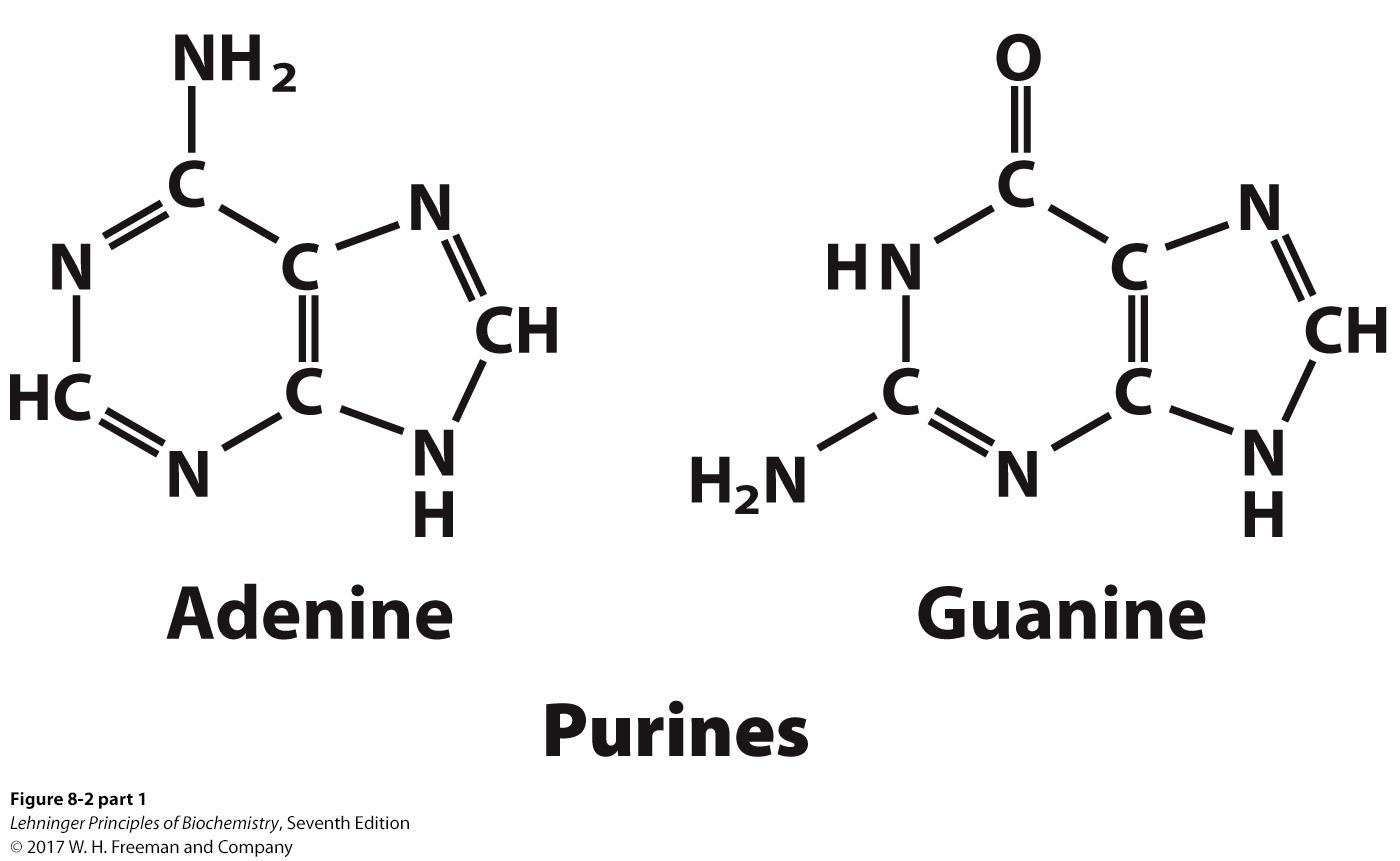 NH2 O
C N C N
N C HN C
CH CH
HC C C C
N N H2N N N
H H
Adenine Guanine
Purines
Figure 8-2 part 1
Lehninger Principles of Biochemistry, Seventh Edition
© 2017 W. H. Freeman and Company